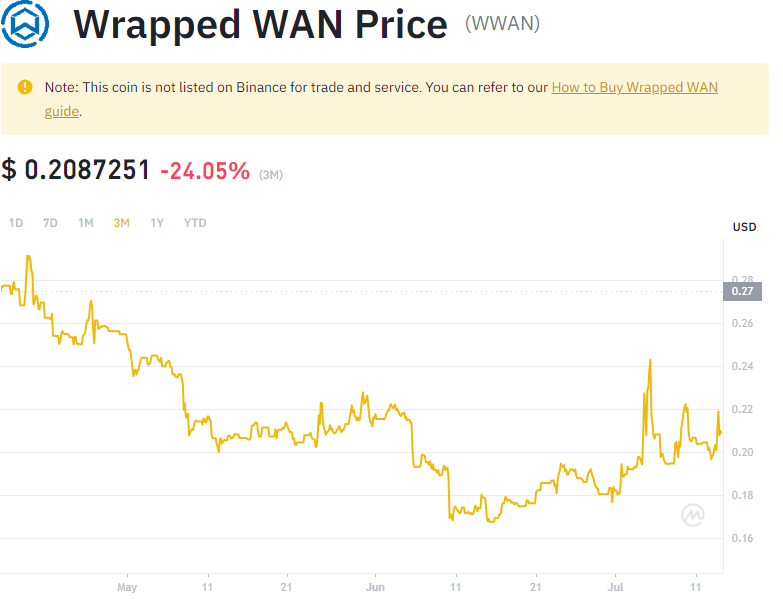 Wrapped WAN Price (WWAN)
Note: This coin is not listed on Binance for trade and service. You can refer to our How to Buy Wrapped WAN
guide.
$ 0.2087251 -24.05% (3M)
1D 7D 1M 3M 1Y YTD
USD
0.28
0.27
0.26
0.24
0.22
0.20
0.18
0.16
May 11 21 Jun 11 21 Jul 11